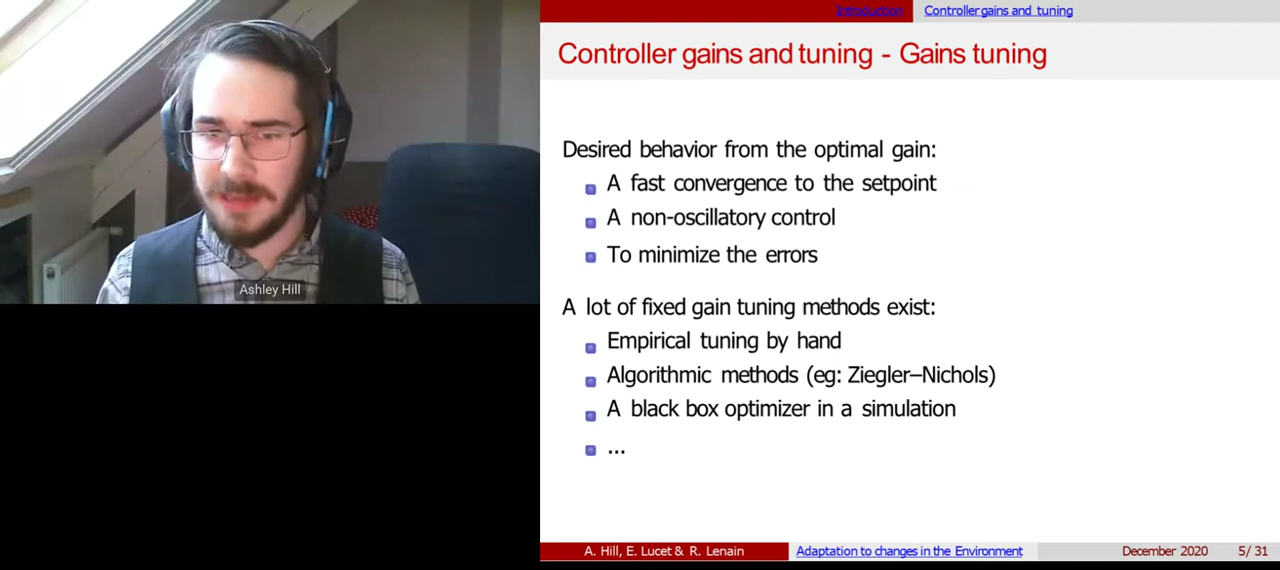 Ashley Hill
Introduction
Controller gains and tuning
Controller gains and tuning - Gains tuning
Desired behavior from the optimal gain:
A fast convergence to the setpoint
A non-oscillatory control
To minimize the errors
A lot of fixed gain tuning methods exist:
Empirical tuning by hand
Algorithmic methods (eg: Ziegler–Nichols)
A black box optimizer in a simulation
...
A. Hill, E. Lucet & R. Lenain
Adaptation to changes in the Environment
December 2020
5/ 31